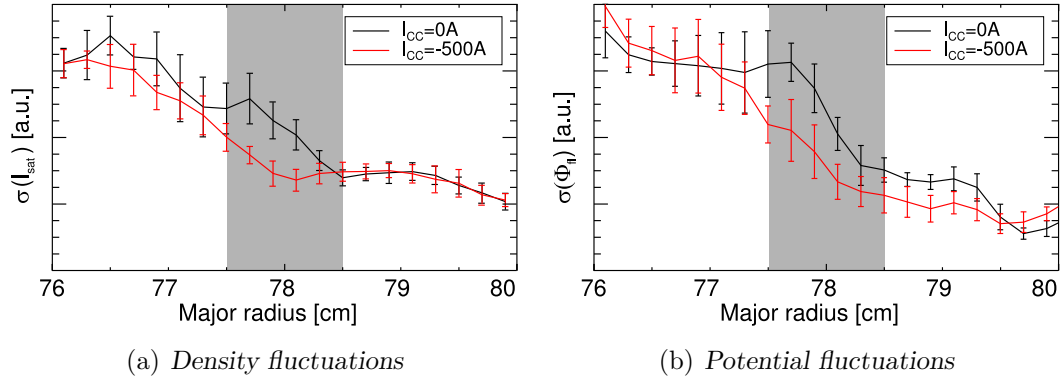 I_CC=0A
I_CC=-500A
σ(I_sat) [a.u.]
76 77 78 79 80
Major radius [cm]
(a) Density fluctuations
I_CC=0A
I_CC=-500A
σ(Φ_fl) [a.u.]
76 77 78 79 80
Major radius [cm]
(b) Potential fluctuations